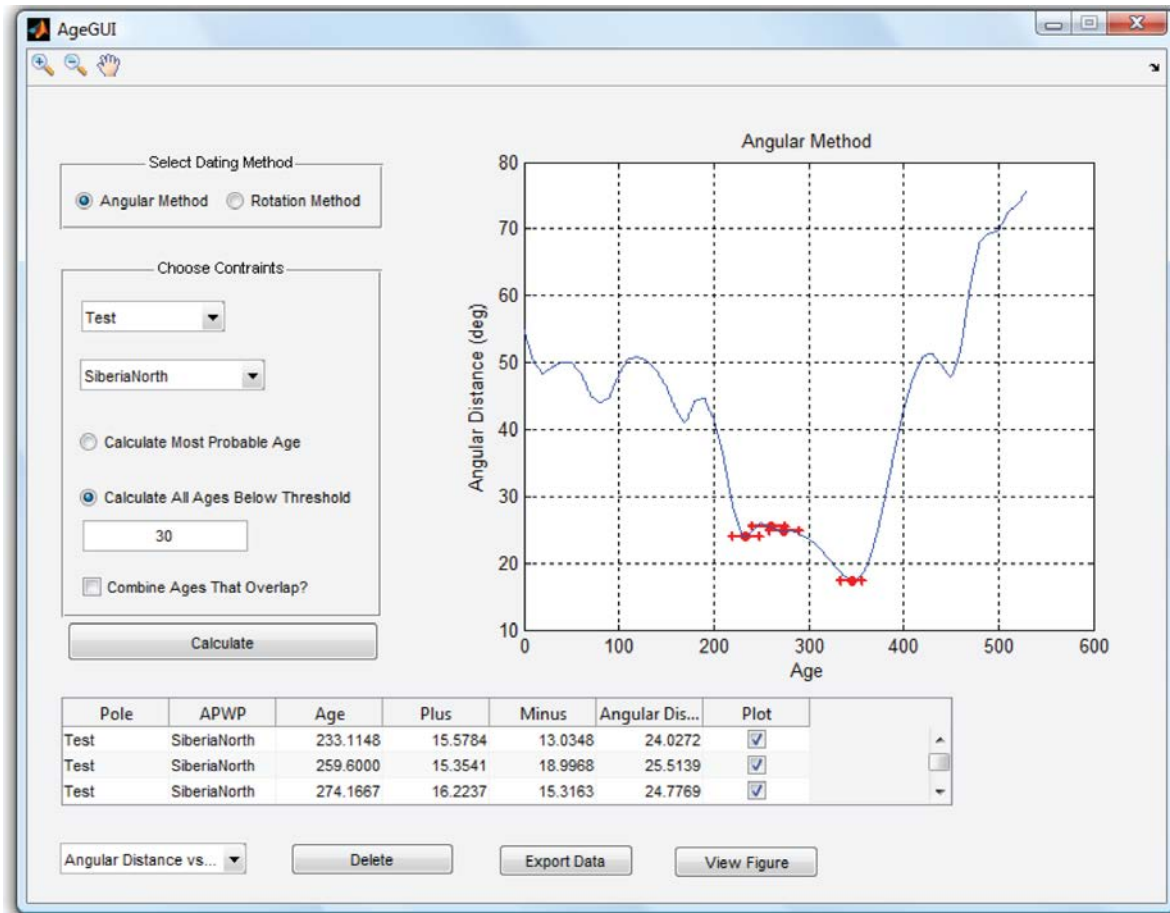 AgeGUI
Select Dating Method
Angular Method Rotation Method
Choose Contraints
Test
SiberiaNorth
Calculate Most Probable Age
Calculate All Ages Below Threshold
30
Combine Ages That Overlap?
Calculate
Angular Method
Angular Distance (deg)
80
70
60
50
40
30
20
10
0 100 200 300 400 500 600
Age
Pole APWP Age Plus Minus Angular Dis... Plot
Test SiberiaNorth 233.1148 15.5784 13.0348 24.0272
Test SiberiaNorth 259.6000 15.3541 18.9968 25.5139
Test SiberiaNorth 274.1667 16.2237 15.3163 24.7769
Angular Distance vs... Delete Export Data View Figure